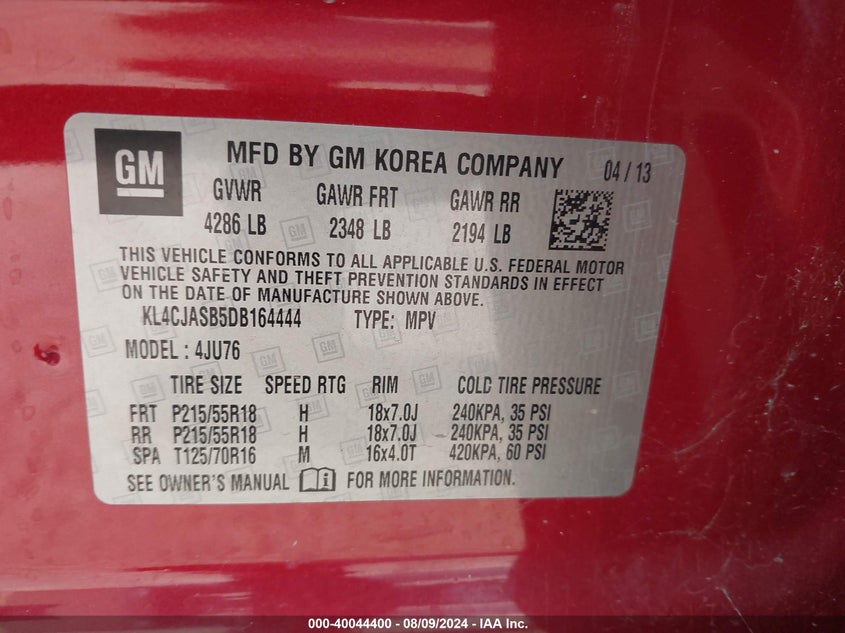 GM
MFD BY GM KOREA COMPANY 04 / 13
GVWR GAWR FRT GAWR RR
4286 LB 2348 LB 2194 LB
THIS VEHICLE CONFORMS TO ALL APPLICABLE U.S. FEDERAL MOTOR
VEHICLE SAFETY AND THEFT PREVENTION STANDARDS IN EFFECT
ON THE DATE OF MANUFACTURE SHOWN ABOVE.
KL4CJASB5DB164444 TYPE: MPV
MODEL : 4JU76
TIRE SIZE SPEED RTG RIM COLD TIRE PRESSURE
FRT P215/55R18 H 18x7.0J 240KPA, 35 PSI
RR P215/55R18 H 18x7.0J 240KPA, 35 PSI
SPA T125/70R16 M 16x4.0T 420KPA, 60 PSI
SEE OWNER'S MANUAL i FOR MORE INFORMATION.
000-40044400 - 08/09/2024 - IAA Inc.